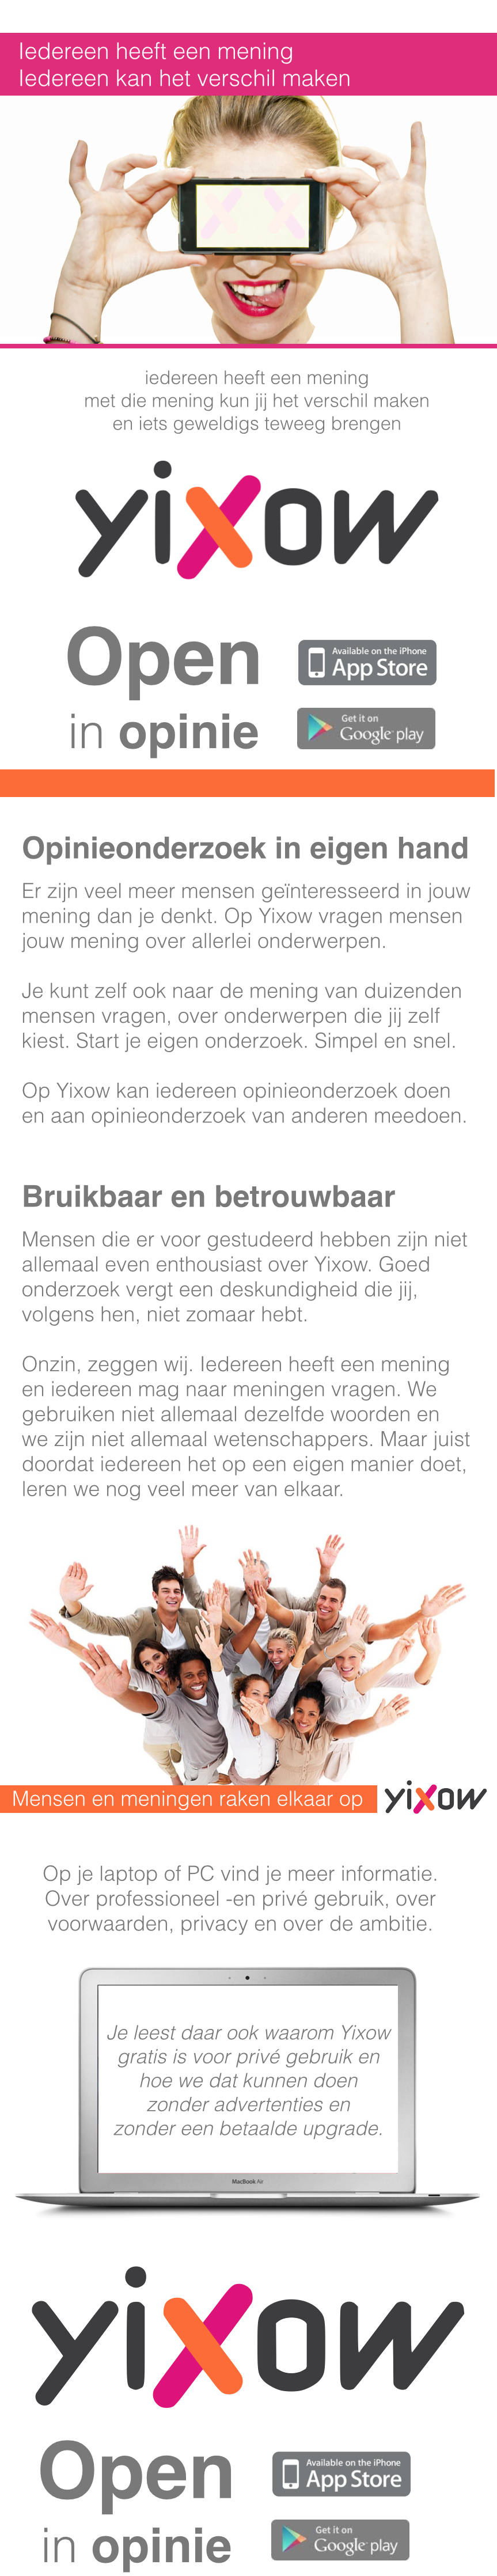 Iedereen heeft een mening
Iedereen kan het verschil maken
iedereen heeft een mening
met die mening kun jij het verschil maken
en iets geweldigs teweeg brengen
yixow
Open
in opinie
Available on the iPhone
App Store
Get it on
Google play
Opinieonderzoek in eigen hand
Er zijn veel meer mensen geïnteresseerd in jouw
mening dan je denkt. Op Yixow vragen mensen
jouw mening over allerlei onderwerpen.
Je kunt zelf ook naar de mening van duizenden
mensen vragen, over onderwerpen die jij zelf
kiest. Start je eigen onderzoek. Simpel en snel.
Op Yixow kan iedereen opinieonderzoek doen
en aan opinieonderzoek van anderen meedoen.
Bruikbaar en betrouwbaar
Mensen die er voor gestudeerd hebben zijn niet
allemaal even enthousiast over Yixow. Goed
onderzoek vergt een deskundigheid die jij,
volgens hen, niet zomaar hebt.
Onzin, zeggen wij. Iedereen heeft een mening
en iedereen mag naar meningen vragen. We
gebruiken niet allemaal dezelfde woorden en
we zijn niet allemaal wetenschappers. Maar juist
doordat iedereen het op een eigen manier doet,
leren we nog veel meer van elkaar.
Mensen en meningen raken elkaar op yixow
Op je laptop of PC vind je meer informatie.
Over professioneel -en privé gebruik, over
voorwaarden, privacy en over de ambitie.
Je leest daar ook waarom Yixow
gratis is voor privé gebruik en
hoe we dat kunnen doen
zonder advertenties en
zonder een betaalde upgrade.
MacBook Air
yixow
Open
in opinie
Available on the iPhone
App Store
Get it on
Google play